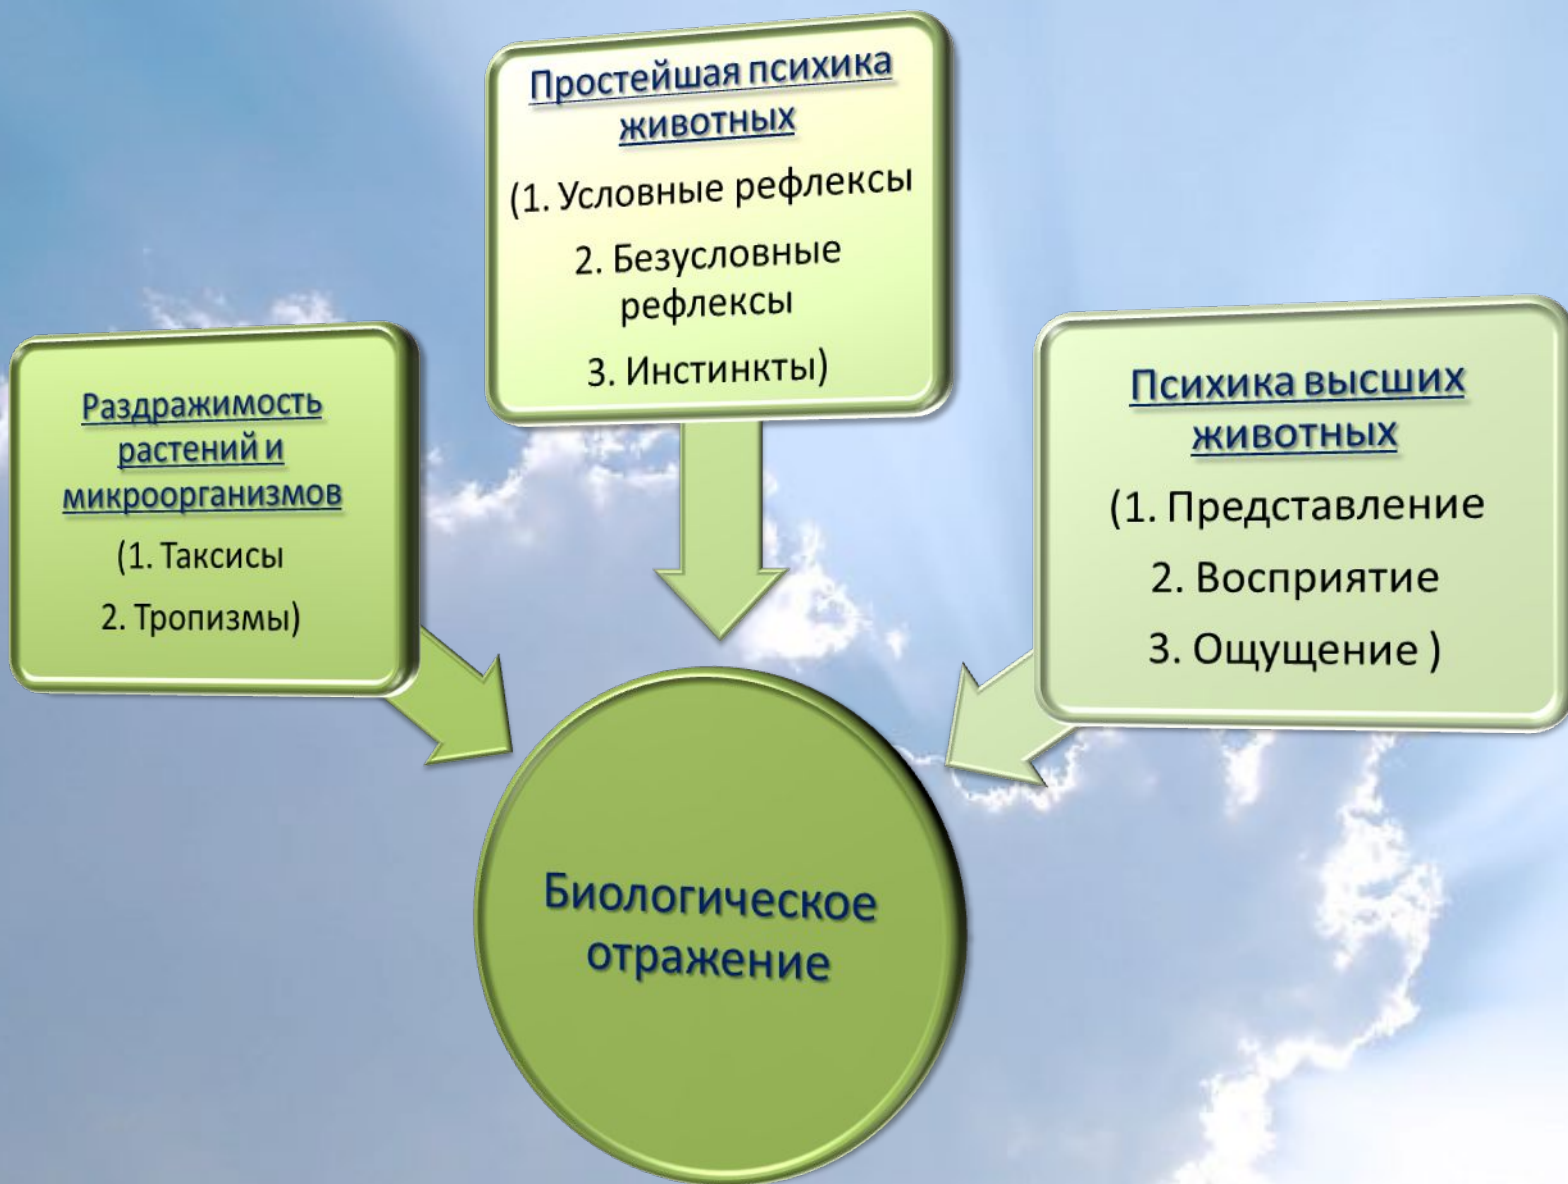 Простейшая психика
животных
(1. Условные рефлексы
2. Безусловные
рефлексы
3. Инстинкты)
Раздражимость
растений и
микроорганизмов
(1. Таксисы
2. Тропизмы)
Психика высших
животных
(1. Представление
2. Восприятие
3. Ощущение )
Биологическое
отражение